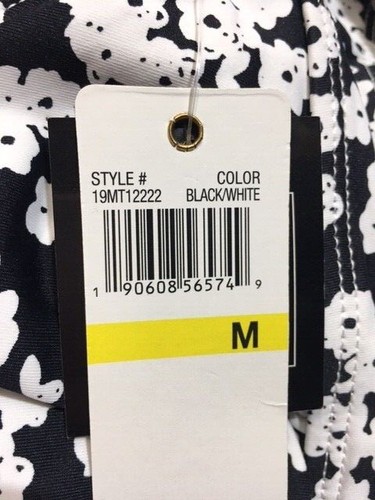 STYLE # COLOR
19MT12222 BLACK/WHITE
1 90608 56574 9
M